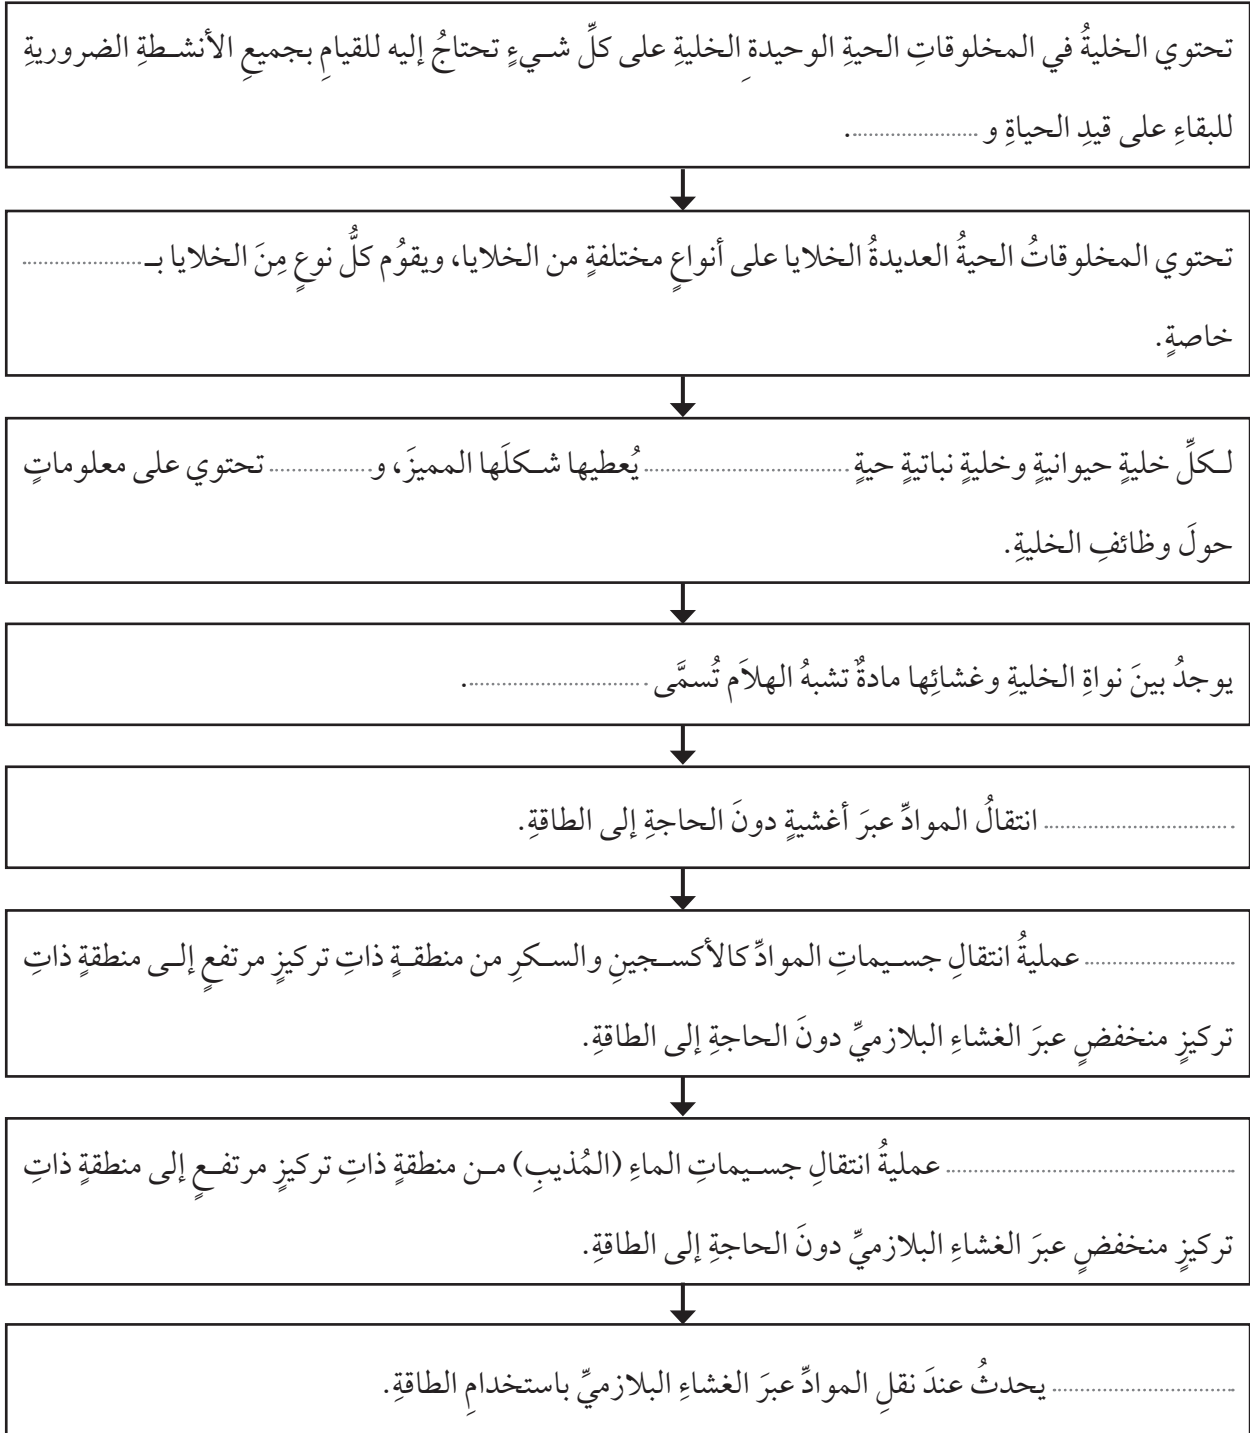 تحتوي الخليةُ في المخلوقاتِ الحيةِ الوحيدةِ الخليةِ على كلِّ شيءٍ تحتاجُ إليه للقيامِ بجميعِ الأنشطةِ الضروريةِ
للبقاءِ على قيدِ الحياةِ و ......................
تحتوي المخلوقاتُ الحيةُ العديدةُ الخلايا على أنواعٍ مختلفةٍ من الخلايا، ويقوُم كلُّ نوعٍ مِنَ الخلايا بـ ......................
خاصةٍ.
لكلِّ خليةٍ حيوانيةٍ وخليةٍ نباتيةٍ حيةٍ ...................... يُعطيها شكلَها المميزَ، و...................... تحتوي على معلوماتٍ
حولَ وظائفِ الخليةِ.
يوجدُ بينَ نواةِ الخليةِ وغشائِها مادةٌ تشبهُ الهلاَم تُسمَّى ......................
...................... انتقالُ الموادِّ عبرَ أغشيةٍ دونَ الحاجةِ إلى الطاقةِ.
...................... عمليةُ انتقالِ جسيماتِ الموادِّ كالأكسجينِ والسكرِ من منطقةٍ ذاتِ تركيزٍ مرتفعٍ إلى منطقةٍ ذاتِ
تركيزٍ منخفضٍ عبرَ الغشاءِ البلازميِّ دونَ الحاجةِ إلى الطاقةِ.
...................... عمليةُ انتقالِ جسيماتِ الماءِ (المُذيبِ) من منطقةٍ ذاتِ تركيزٍ مرتفعٍ إلى منطقةٍ ذاتِ
تركيزٍ منخفضٍ عبرَ الغشاءِ البلازميِّ دونَ الحاجةِ إلى الطاقةِ.
...................... يحدثُ عندَ نقلِ الموادِّ عبرَ الغشاءِ البلازميِّ باستخدامِ الطاقةِ.